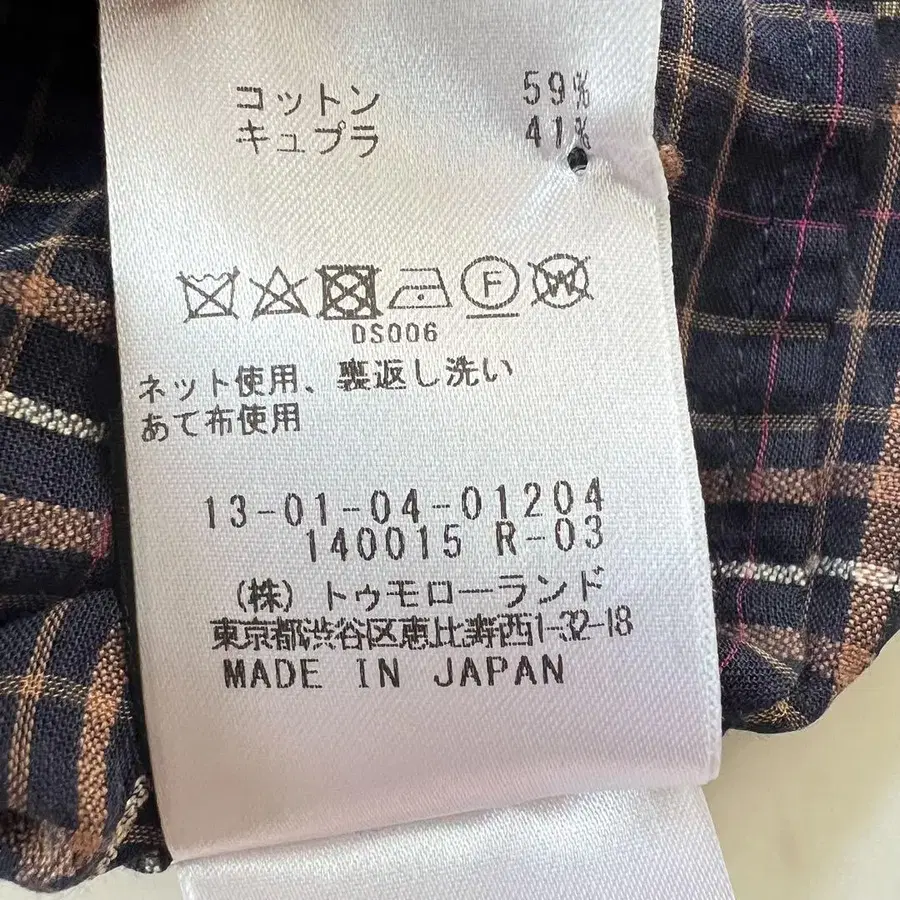 コットン 59%
キュプラ 41%
F W
DS006
ネット使用、裏返し洗い
あて布使用
13-01-04-01204
140015 R-03
(株) トゥモローランド
東京都渋谷区恵比寿西1-32-18
MADE IN JAPAN